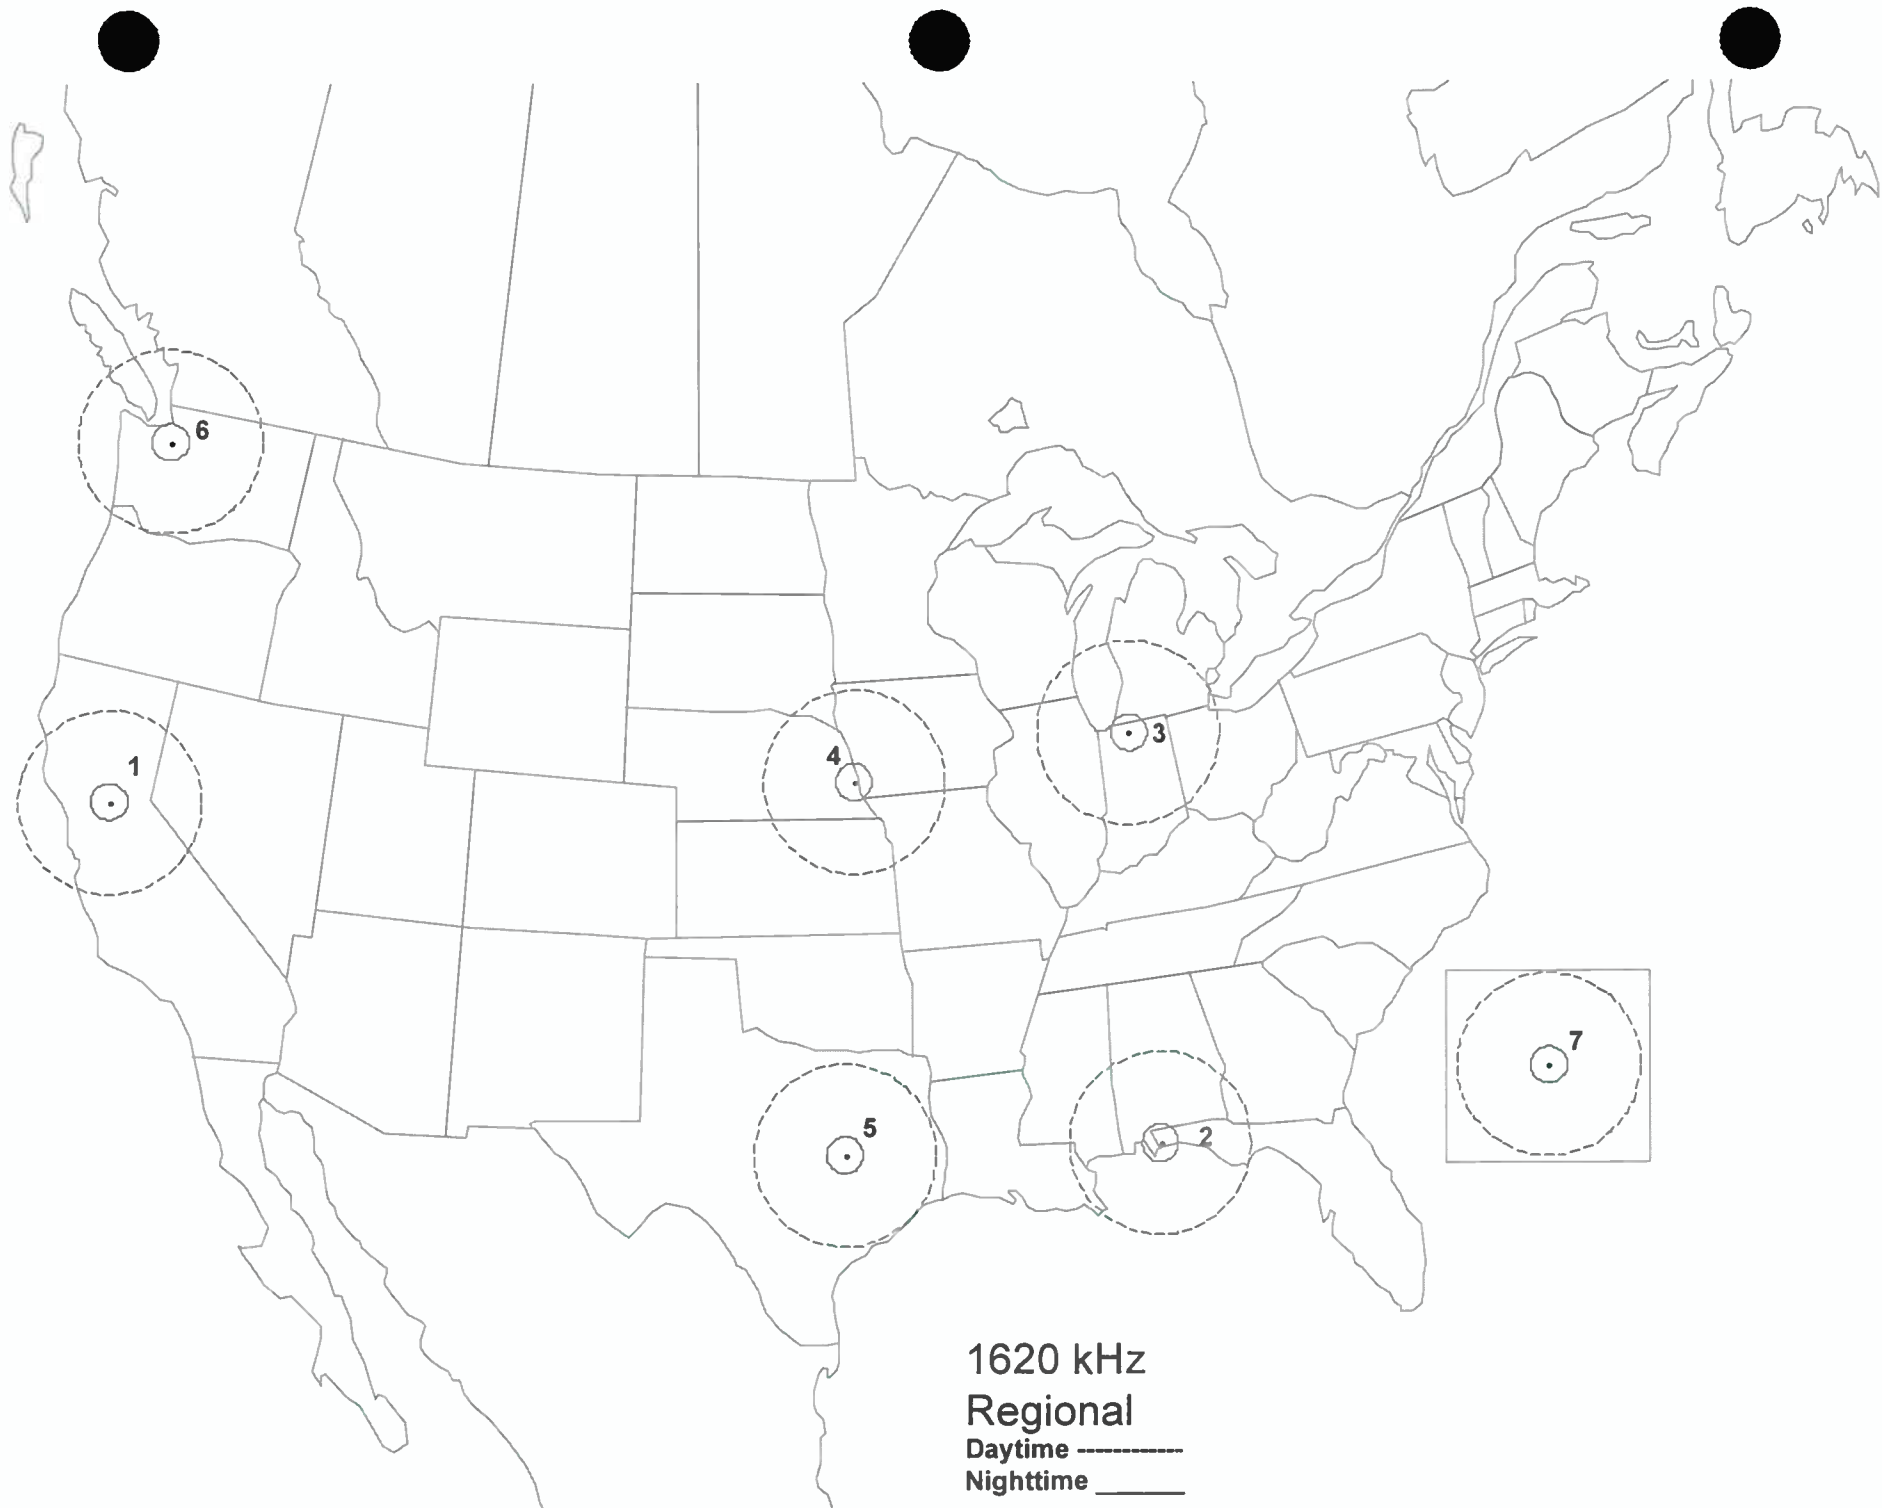 6
1
4
3
7
5
2
1620 kHz
Regional
Daytime ------------
Nighttime ______